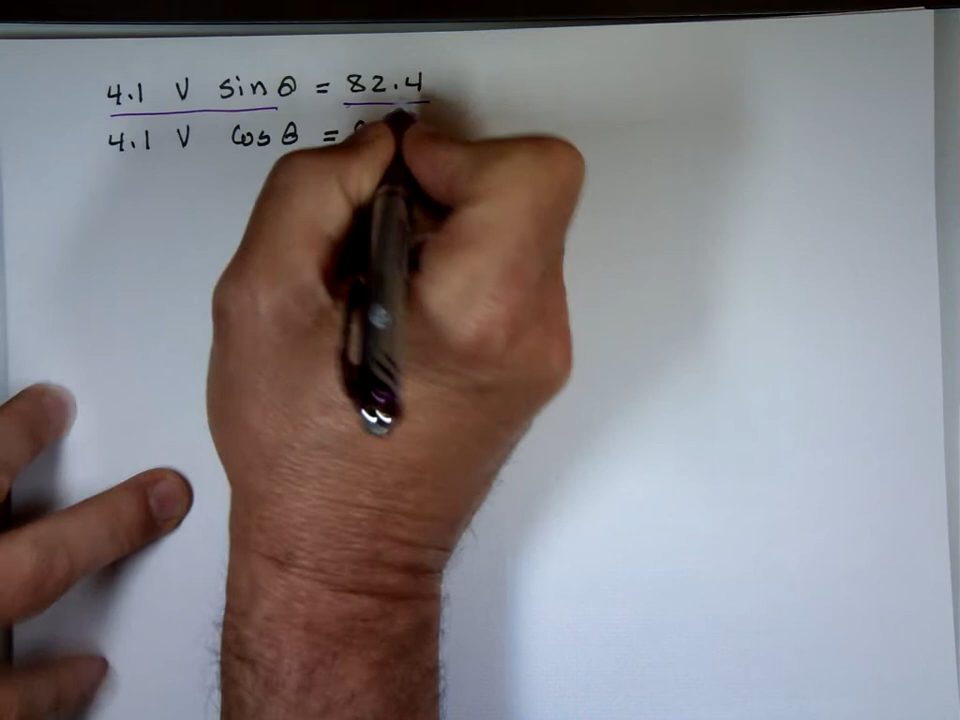 4.1 V sin θ = 82.4
4.1 V cos θ =